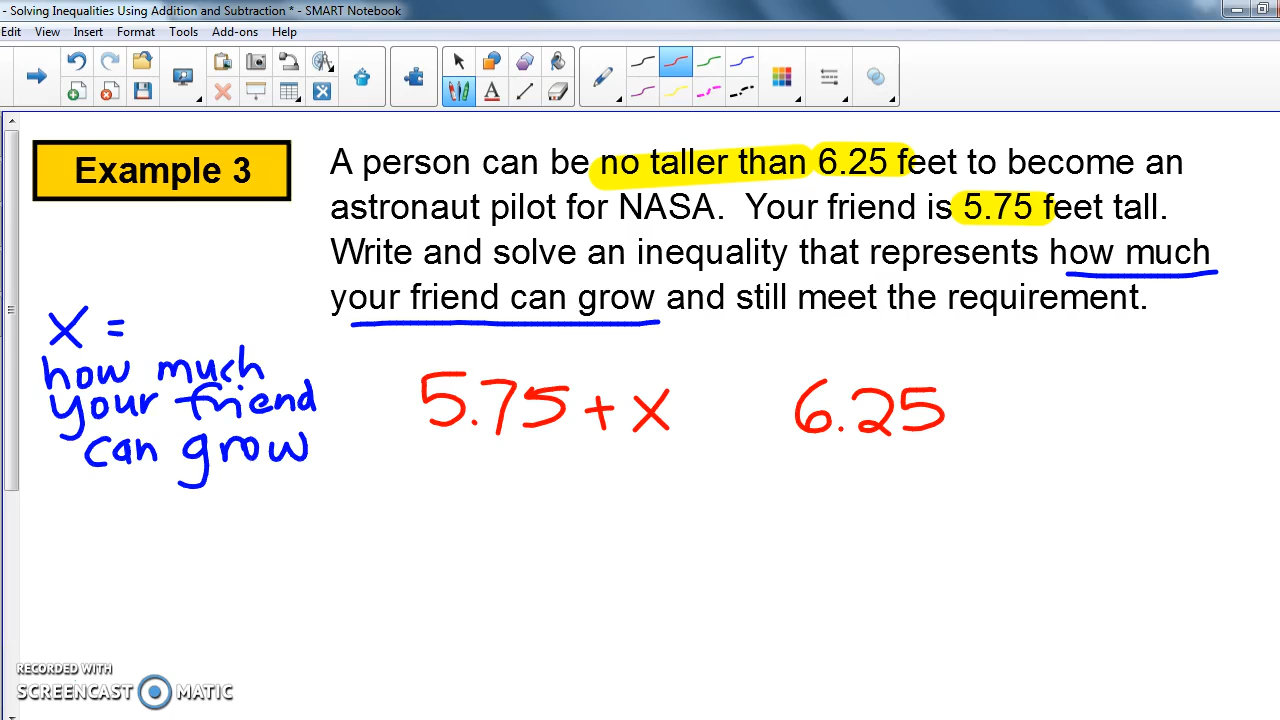 - Solving Inequalities Using Addition and Subtraction * - SMART Notebook
Edit View Insert Format Tools Add-ons Help
Example 3
A person can be no taller than 6.25 feet to become an
astronaut pilot for NASA. Your friend is 5.75 feet tall.
Write and solve an inequality that represents how much
your friend can grow and still meet the requirement.
x =
how much
your friend
can grow
5.75 + x 6.25
RECORDED WITH
SCREENCAST MATIC